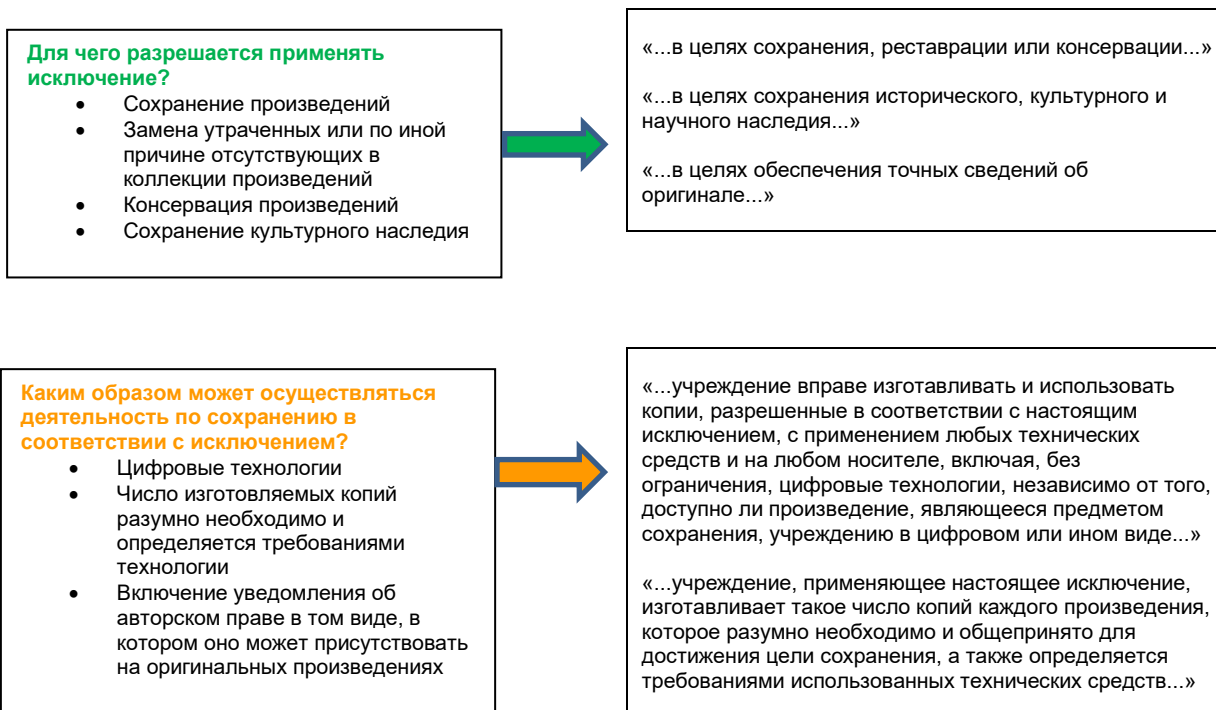 Для чего разрешается применять
исключение?
• Сохранение произведений
• Замена утраченных или по иной
причине отсутствующих в
коллекции произведений
• Консервация произведений
• Сохранение культурного наследия
«...в целях сохранения, реставрации или консервации...»
«...в целях сохранения исторического, культурного и
научного наследия...»
«...в целях обеспечения точных сведений об
оригинале...»
Каким образом может осуществляться
деятельность по сохранению в
соответствии с исключением?
• Цифровые технологии
• Число изготовляемых копий
разумно необходимо и
определяется требованиями
технологии
• Включение уведомления об
авторском праве в том виде, в
котором оно может присутствовать
на оригинальных произведениях
«...учреждение вправе изготавливать и использовать
копии, разрешенные в соответствии с настоящим
исключением, с применением любых технических
средств и на любом носителе, включая, без
ограничения, цифровые технологии, независимо от того,
доступно ли произведение, являющееся предметом
сохранения, учреждению в цифровом или ином виде...»
«...учреждение, применяющее настоящее исключение,
изготавливает такое число копий каждого произведения,
которое разумно необходимо и общепринято для
достижения цели сохранения, а также определяется
требованиями использованных технических средств...»